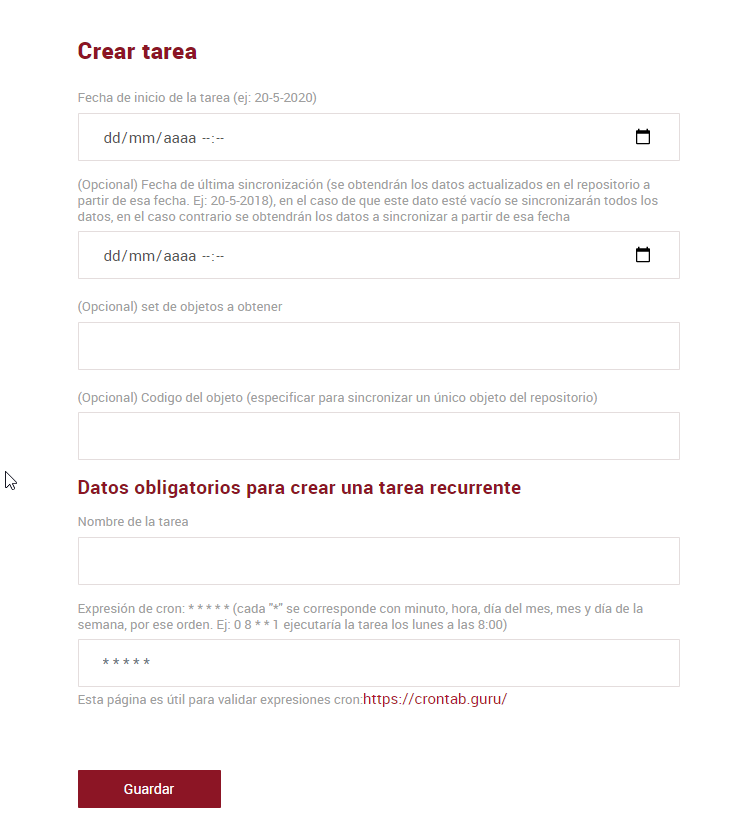 Crear tarea
Fecha de inicio de la tarea (ej: 20-5-2020)
dd/mm/aaaa --:--
(Opcional) Fecha de última sincronización (se obtendrán los datos actualizados en el repositorio a
partir de esa fecha. Ej: 20-5-2018), en el caso de que este dato esté vacío se sincronizarán todos los
datos, en el caso contrario se obtendrán los datos a sincronizar a partir de esa fecha
dd/mm/aaaa --:--
(Opcional) set de objetos a obtener
(Opcional) Codigo del objeto (especificar para sincronizar un único objeto del repositorio)
Datos obligatorios para crear una tarea recurrente
Nombre de la tarea
Expresión de cron: * * * * * (cada "*" se corresponde con minuto, hora, día del mes, mes y día de la
semana, por ese orden. Ej: 0 8 * * 1 ejecutaría la tarea los lunes a las 8:00)
* * * * *
Esta página es útil para validar expresiones cron:https://crontab.guru/
Guardar